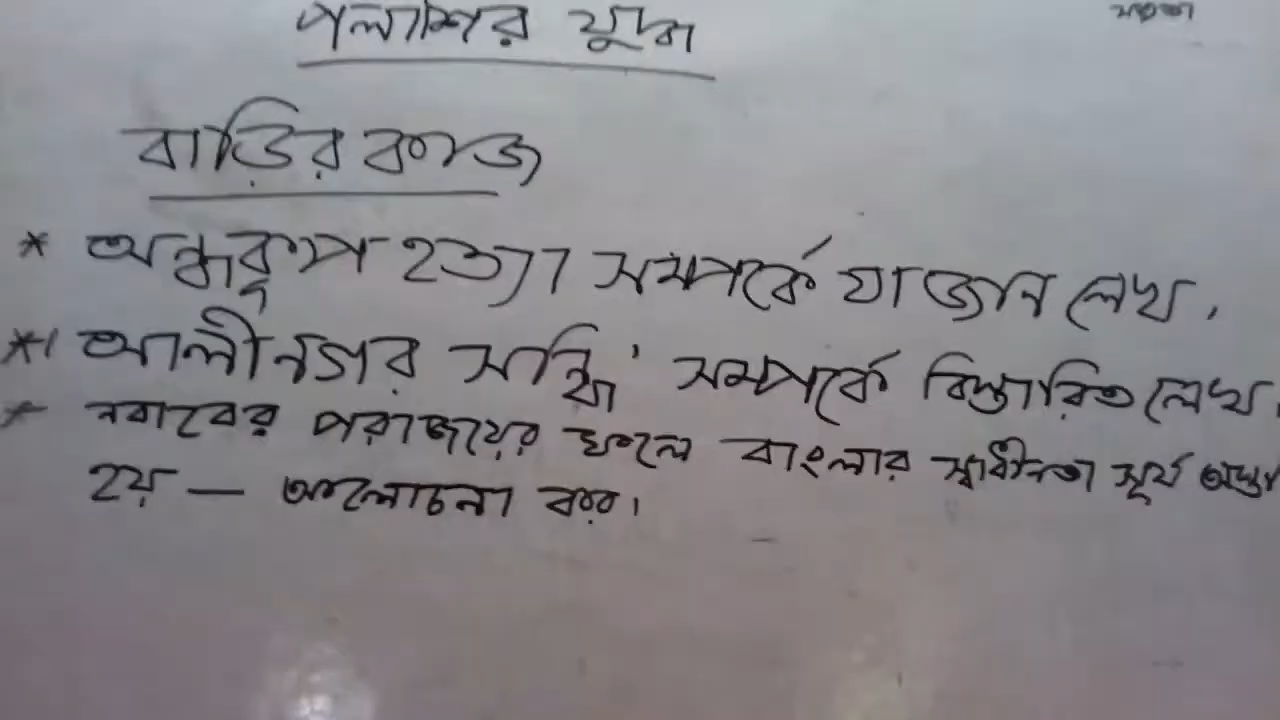 পলাশির যুদ্ধ
বাড়ির কাজ
* অন্ধকূপ হত্যা সম্পর্কে যা জান লেখ.
* আলীনগর সন্ধি' সম্পর্কে বিস্তারিত লেখ.
* নবাবের পরাজয়ের ফলে বাংলার স্বাধীনতা সূর্য অস্ত
হয় — আলোচনা কর।